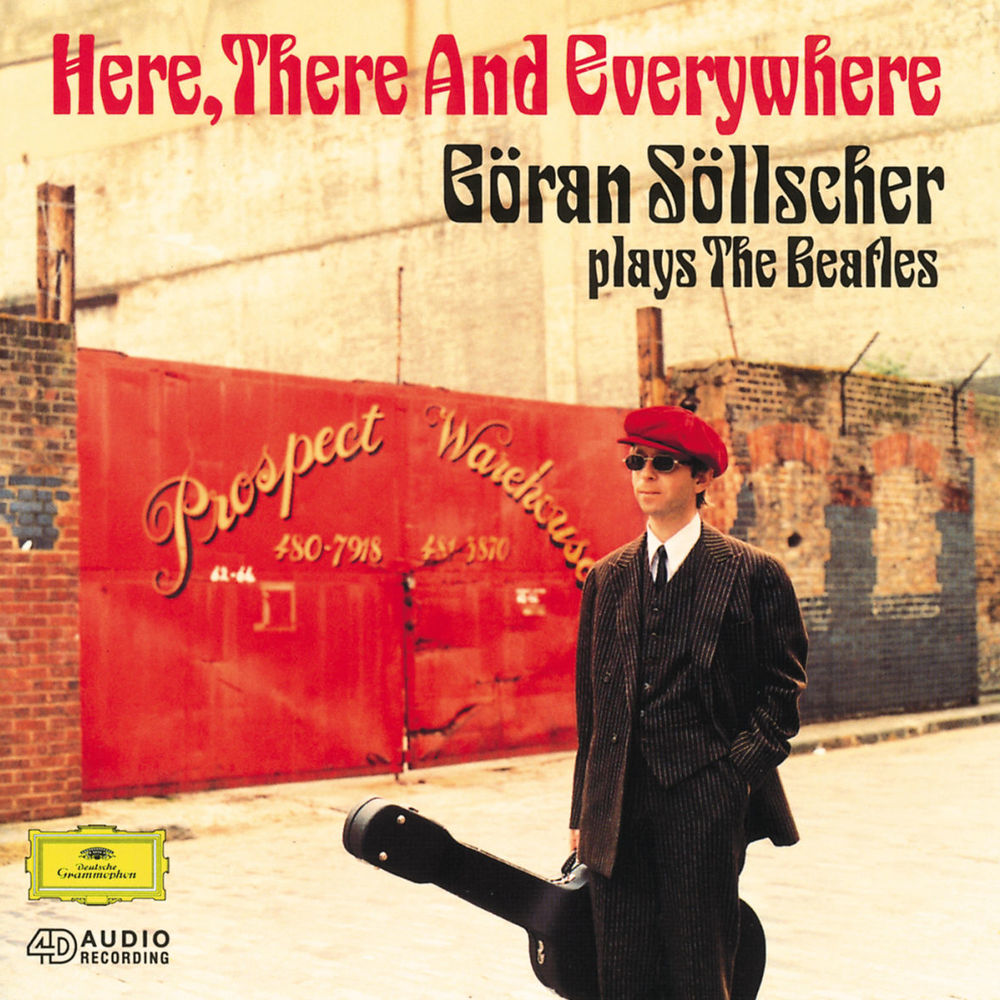 Here, There And Everywhere
Göran Söllscher
plays The Beatles
Prospect Warehouse
480-7918 481-3870
62-66
Deutsche
Grammophon
4D AUDIO
RECORDING